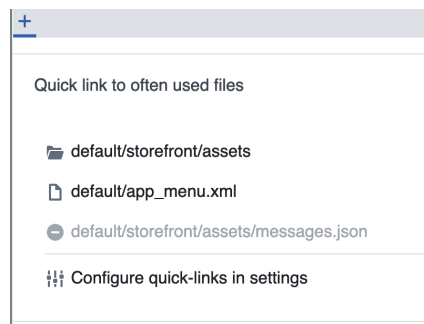 Quick link to often used files
default/storefront/assets
default/app_menu.xml
default/storefront/assets/messages.json
Configure quick-links in settings